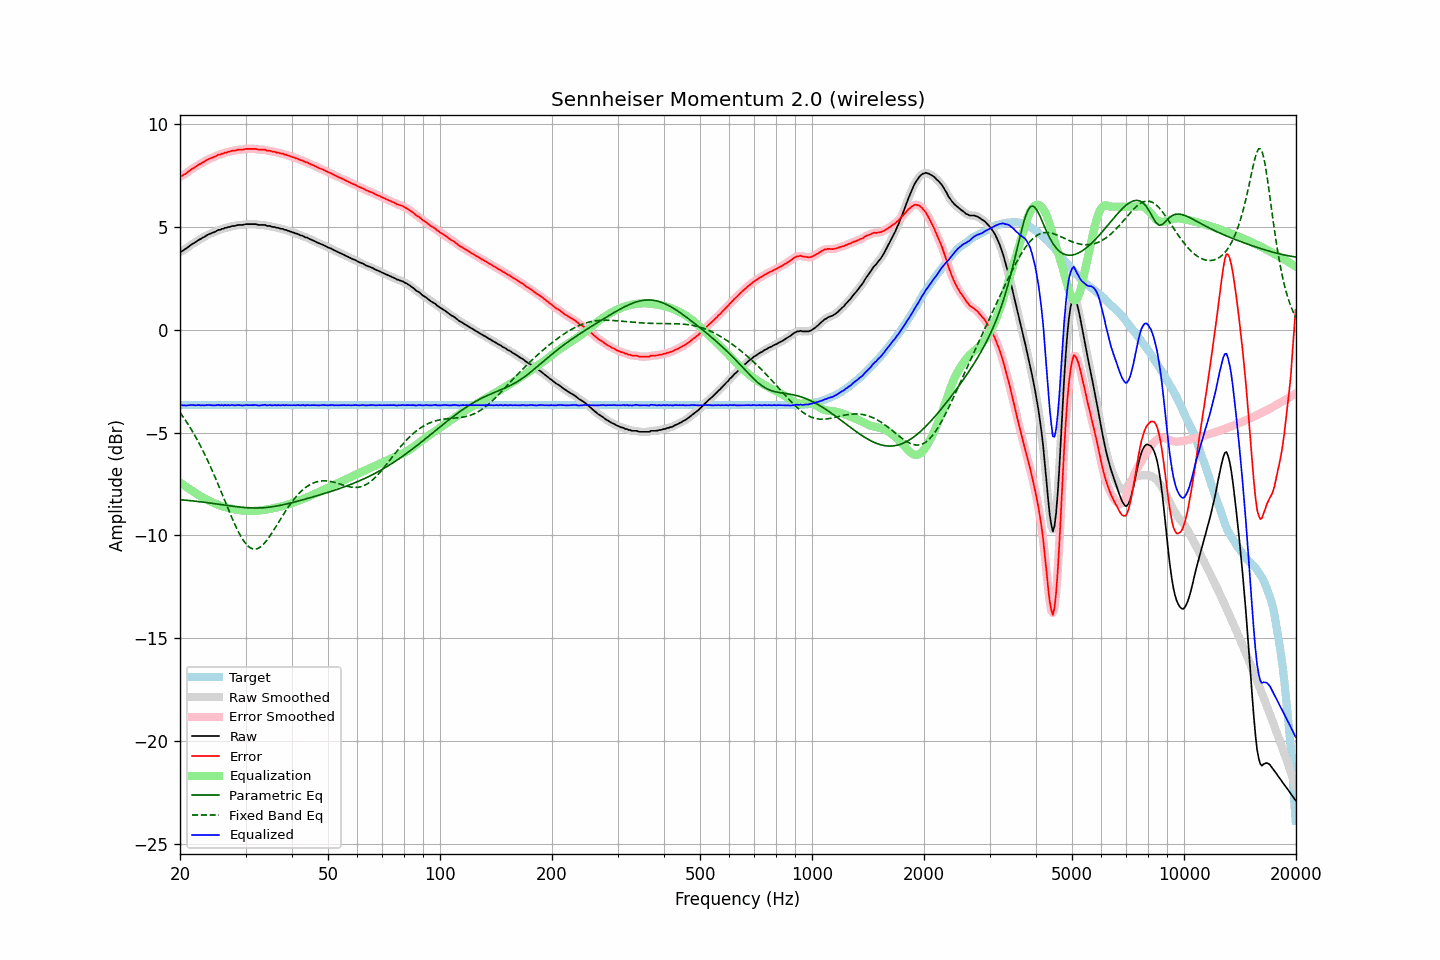 Sennheiser Momentum 2.0 (wireless)
Amplitude (dBr)
10
5
0
−5
−10
−15
−20
−25
Target
Raw Smoothed
Error Smoothed
Raw
Error
Equalization
Parametric Eq
Fixed Band Eq
Equalized
20 50 100 200 500 1000 2000 5000 10000 20000
Frequency (Hz)